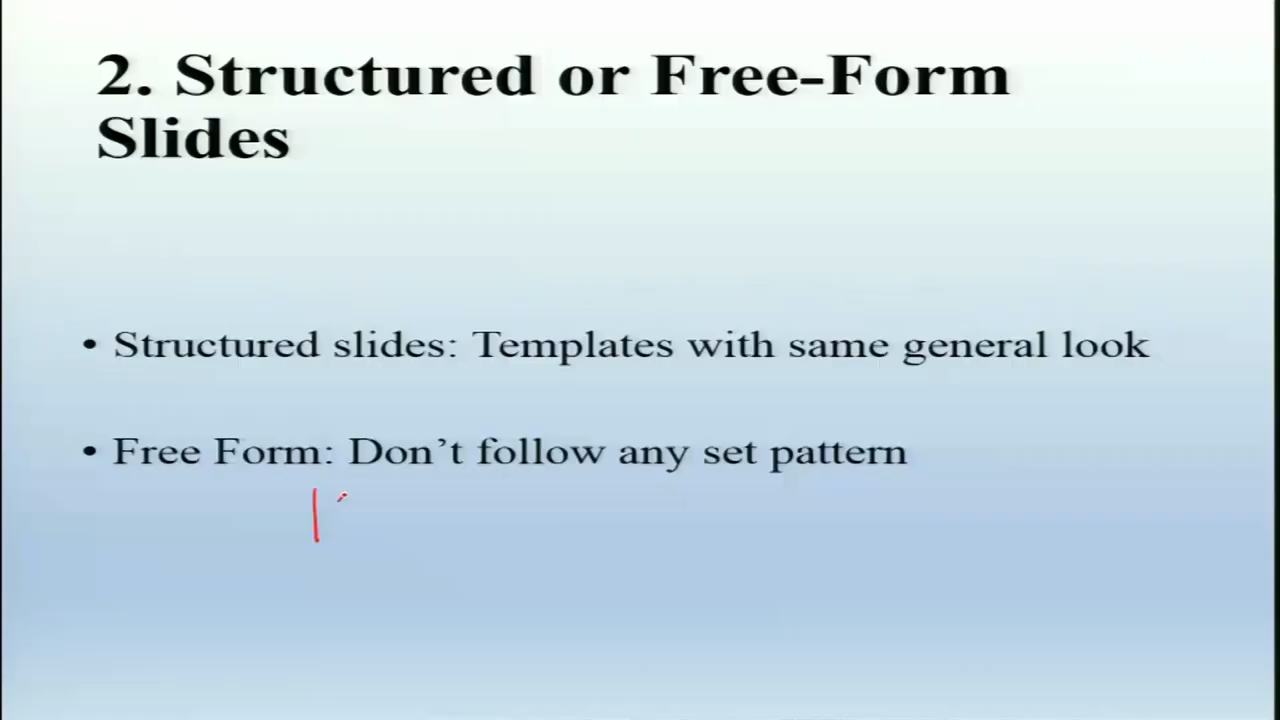 2. Structured or Free-Form
Slides
• Structured slides: Templates with same general look
• Free Form: Don't follow any set pattern